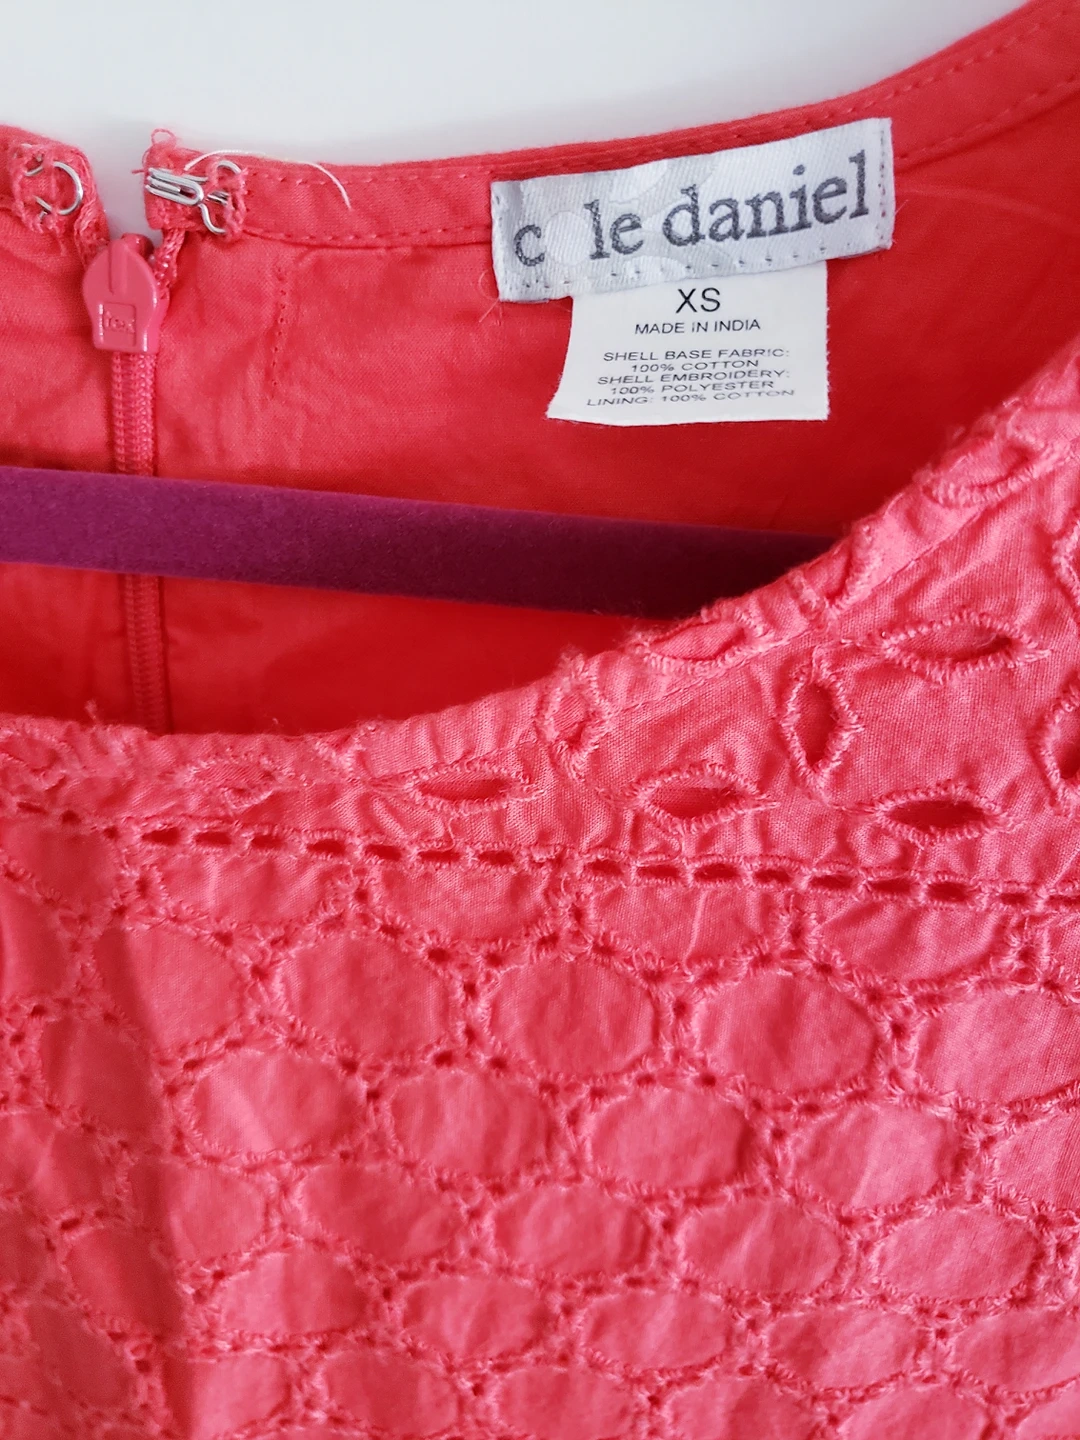 cole daniel
XS
MADE IN INDIA
SHELL BASE FABRIC:
100% COTTON
SHELL EMBROIDERY:
100% POLYESTER
LINING: 100% COTTON